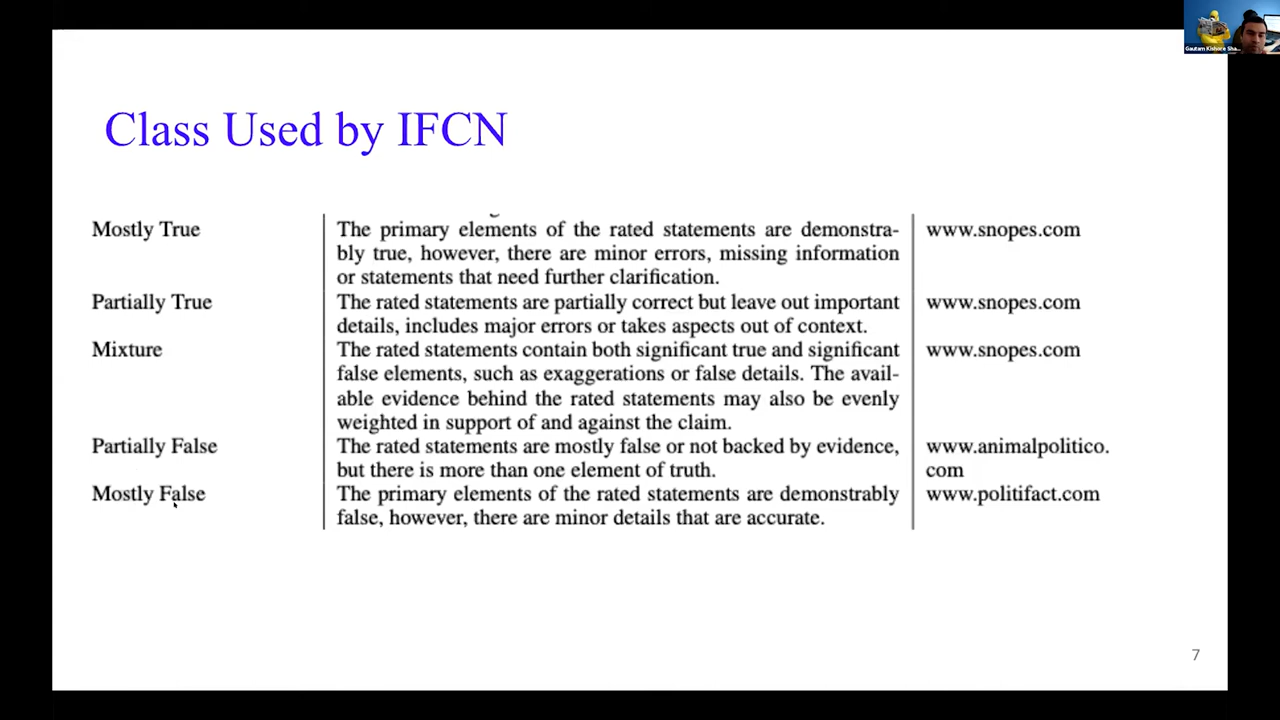 Gautam Kishore Sha...
Class Used by IFCN
Mostly True
The primary elements of the rated statements are demonstra-
bly true, however, there are minor errors, missing information
or statements that need further clarification.
www.snopes.com
Partially True
The rated statements are partially correct but leave out important
details, includes major errors or takes aspects out of context.
www.snopes.com
Mixture
The rated statements contain both significant true and significant
false elements, such as exaggerations or false details. The avail-
able evidence behind the rated statements may also be evenly
weighted in support of and against the claim.
www.snopes.com
Partially False
The rated statements are mostly false or not backed by evidence,
but there is more than one element of truth.
www.animalpolitico.
com
Mostly False
The primary elements of the rated statements are demonstrably
false, however, there are minor details that are accurate.
www.politifact.com
7